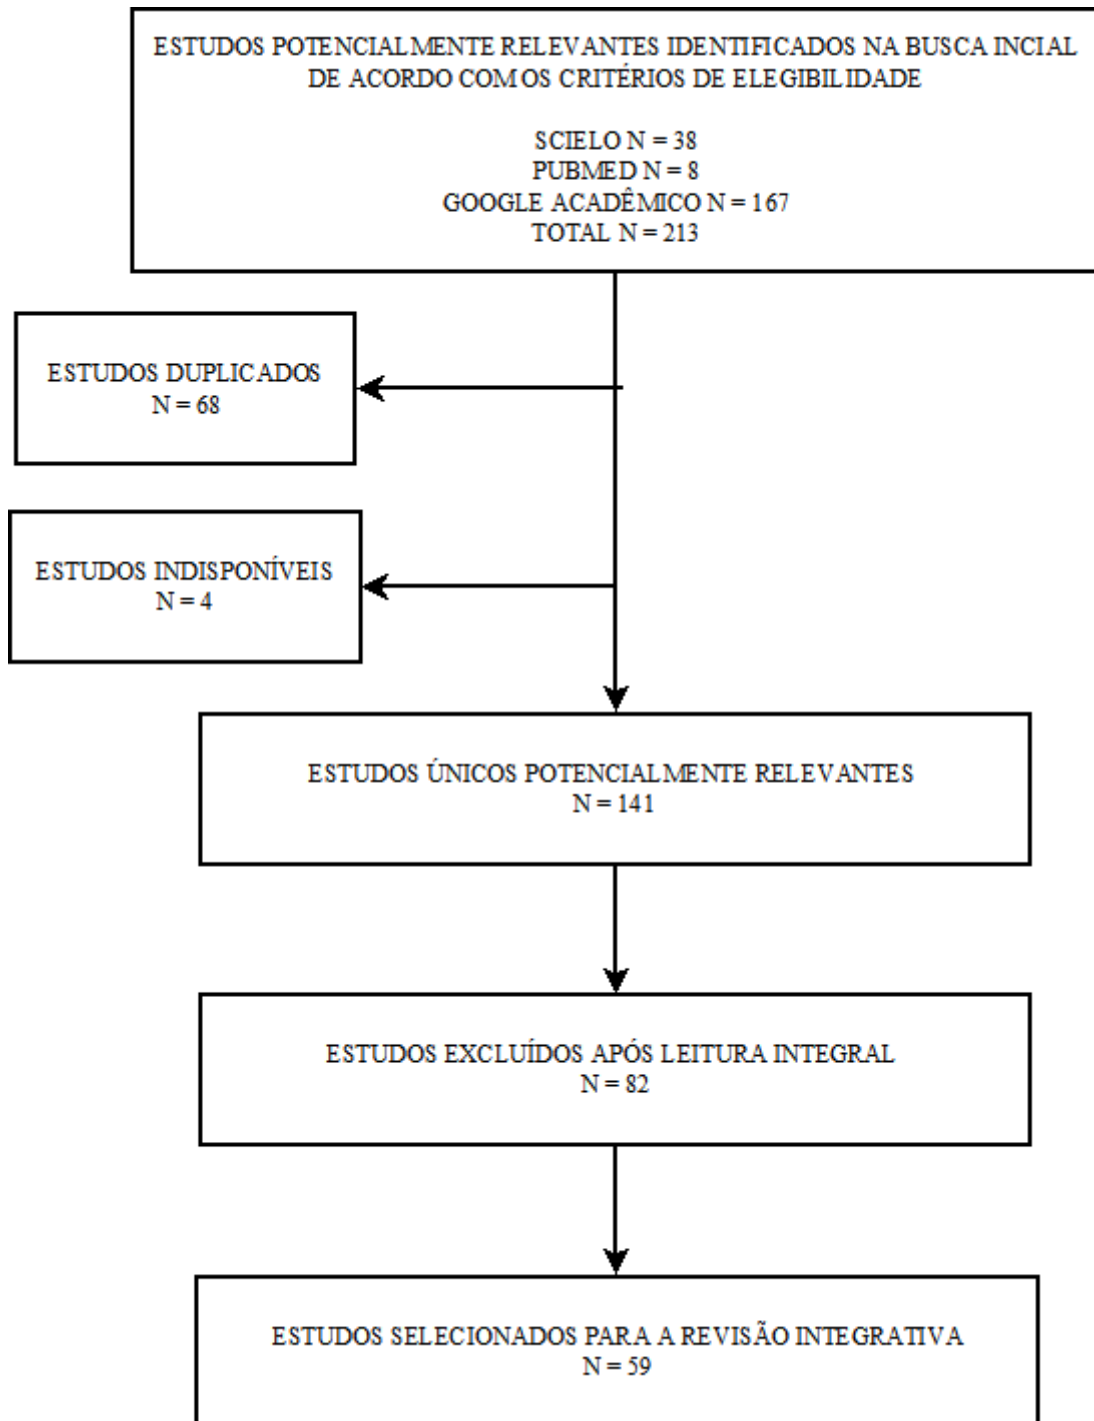 ESTUDOS POTENCIALMENTE RELEVANTES IDENTIFICADOS NA BUSCA INCIAL
DE ACORDO COM OS CRITÉRIOS DE ELEGIBILIDADE
SCIELO N = 38
PUBMED N = 8
GOOGLE ACADÊMICO N = 167
TOTAL N = 213
ESTUDOS DUPLICADOS
N = 68
ESTUDOS INDISPONÍVEIS
N = 4
ESTUDOS ÚNICOS POTENCIALMENTE RELEVANTES
N = 141
ESTUDOS EXCLUÍDOS APÓS LEITURA INTEGRAL
N = 82
ESTUDOS SELECIONADOS PARA A REVISÃO INTEGRATIVA
N = 59